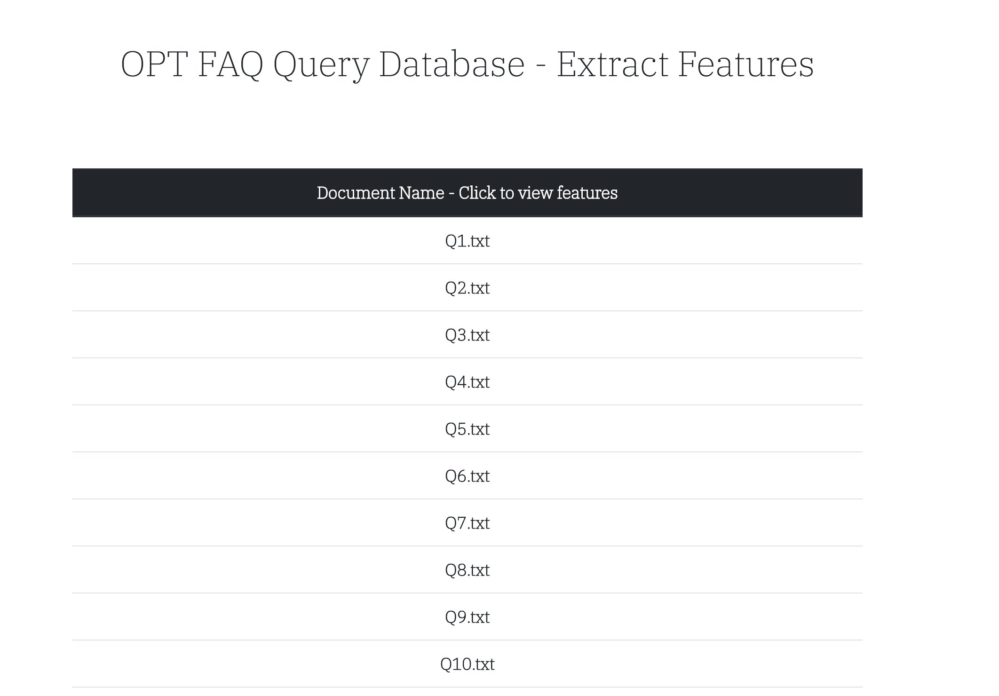 OPT FAQ Query Database - Extract Features
Document Name - Click to view features
Q1.txt
Q2.txt
Q3.txt
Q4.txt
Q5.txt
Q6.txt
Q7.txt
Q8.txt
Q9.txt
Q10.txt